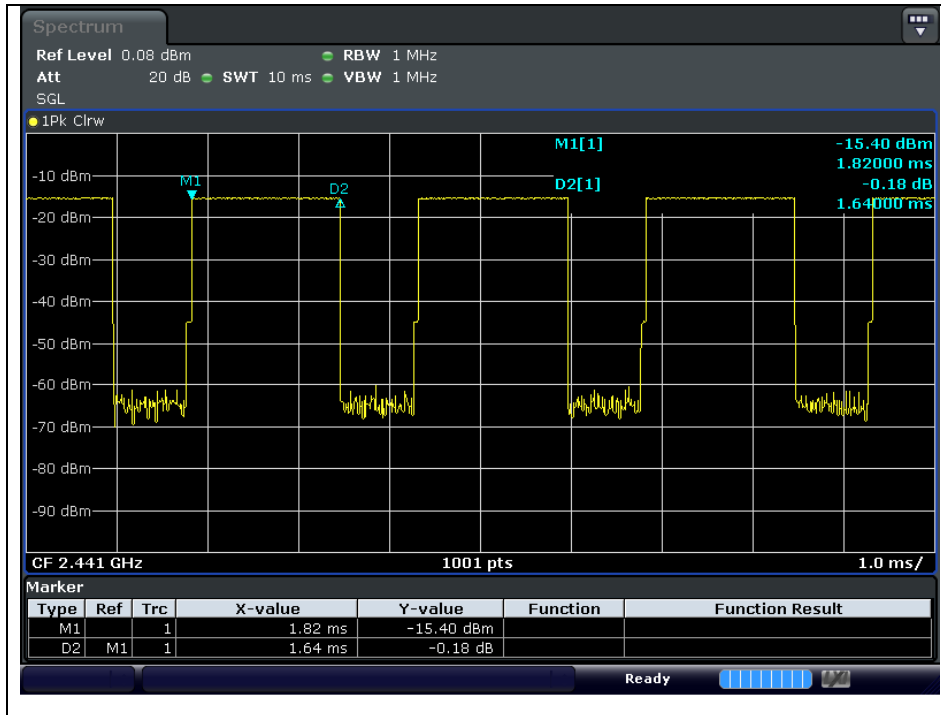 Spectrum
Ref Level 0.08 dBm RBW 1 MHz
Att 20 dB SWT 10 ms VBW 1 MHz
SGL
1Pk Clrw
M1[1] -15.40 dBm
1.82000 ms
D2[1] -0.18 dB
1.64000 ms
M1
D2
-10 dBm
-20 dBm
-30 dBm
-40 dBm
-50 dBm
-60 dBm
-70 dBm
-80 dBm
-90 dBm
CF 2.441 GHz 1001 pts 1.0 ms/
Marker
Type Ref Trc X-value Y-value Function Function Result
M1 1 1.82 ms -15.40 dBm
D2 M1 1 1.64 ms -0.18 dB
Ready